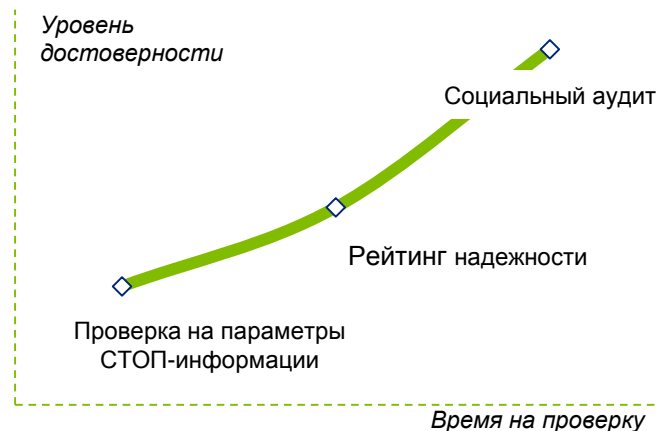 Уровень
достоверности
Социальный аудит
Рейтинг надежности
Проверка на параметры
СТОП-информации
Время на проверку